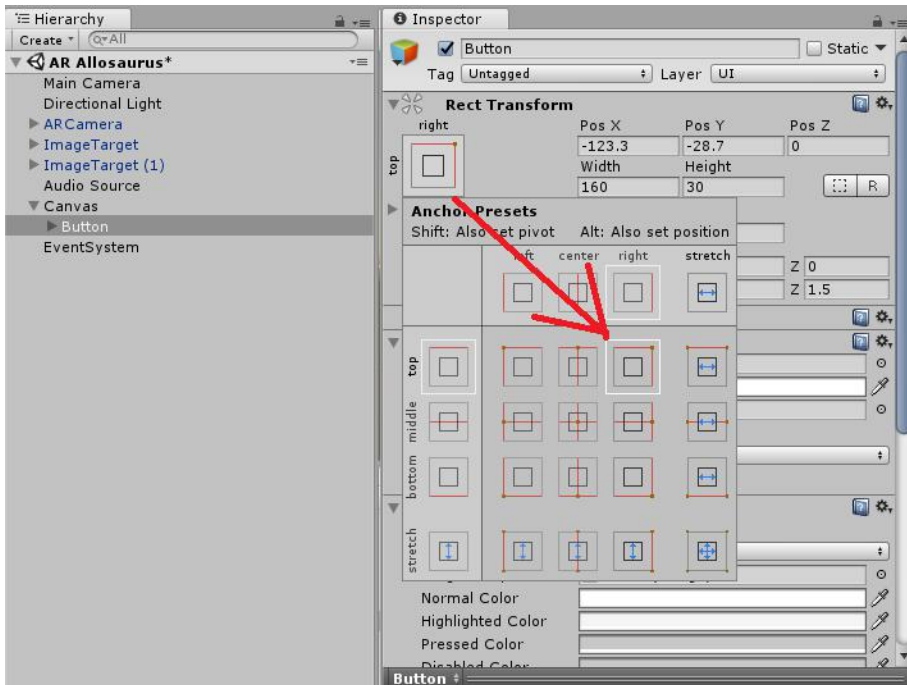 Hierarchy
Create
All
AR Allosaurus*
Main Camera
Directional Light
ARCamera
ImageTarget
ImageTarget (1)
Audio Source
Canvas
Button
EventSystem
Inspector
Button Static
Tag Untagged Layer UI
Rect Transform
right Pos X Pos Y Pos Z
top -123.3 -28.7 0
Width Height
160 30 R
Anchor Presets
Shift: Also set pivot Alt: Also set position
left center right stretch
Z 0
Z 1.5
top
middle
bottom
stretch
Normal Color
Highlighted Color
Pressed Color
Disabled Color
Button